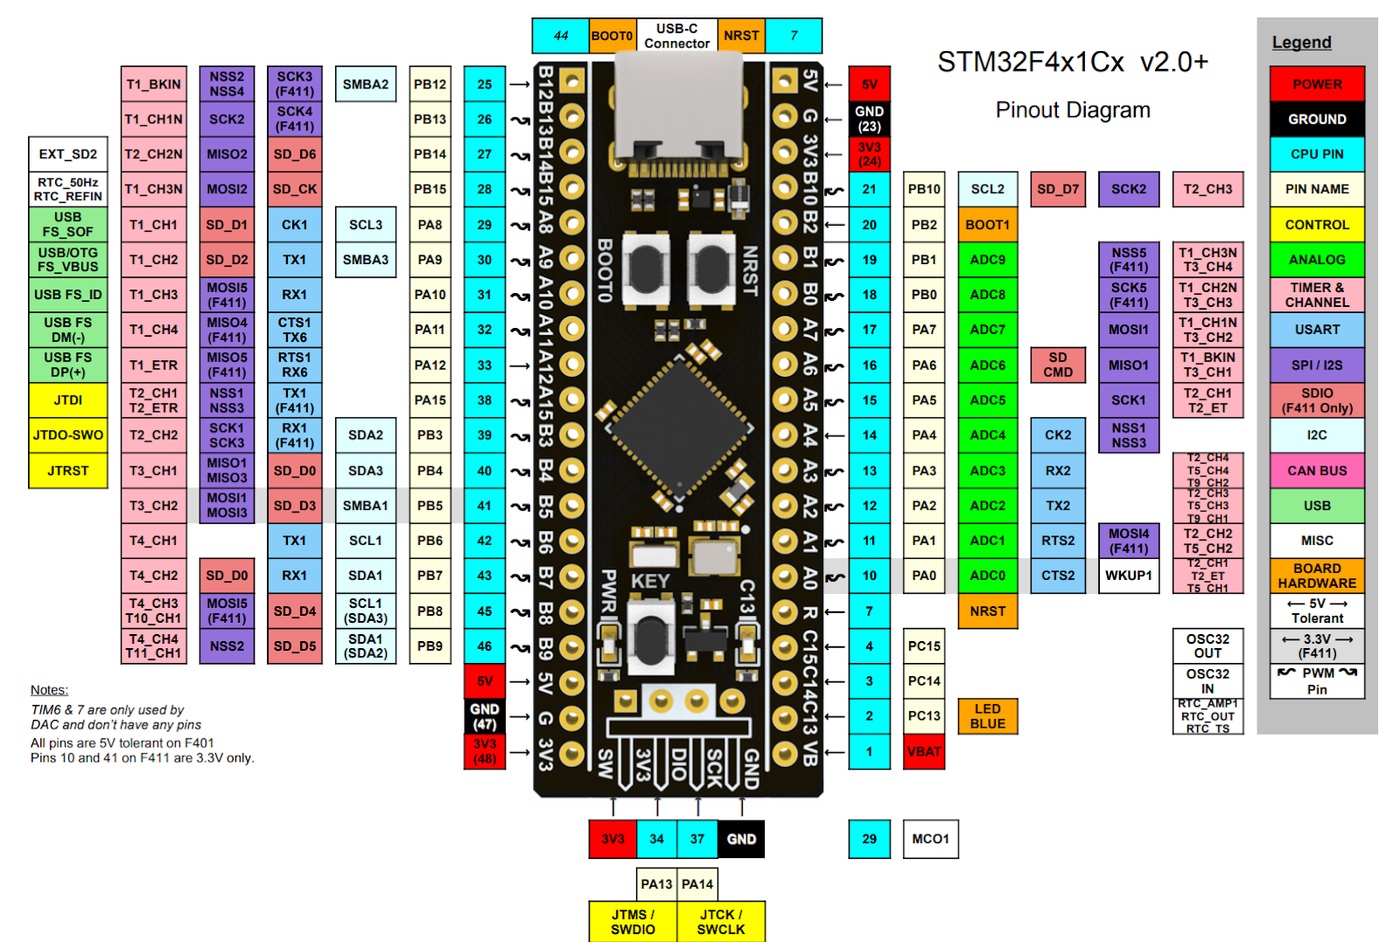 44 BOOT0 USB-C Connector NRST 7
STM32F4x1Cx v2.0+
Pinout Diagram
Legend
POWER
GROUND
CPU PIN
PIN NAME
CONTROL
ANALOG
TIMER &
CHANNEL
USART
SPI / I2S
SDIO
(F411 Only)
I2C
CAN BUS
USB
MISC
BOARD
HARDWARE
← 5V →
Tolerant
← 3.3V →
(F411)
PWM
Pin
T1_BKIN NSS2 NSS4 SCK3 (F411) SMBA2 PB12 25
T1_CH1N SCK2 SCK4 (F411) PB13 26
EXT_SD2 T2_CH2N MISO2 SD_D6 PB14 27
RTC_50Hz RTC_REFIN T1_CH3N MOSI2 SD_CK PB15 28
USB FS_SOF T1_CH1 SD_D1 CK1 SCL3 PA8 29
USB/OTG FS_VBUS T1_CH2 SD_D2 TX1 SMBA3 PA9 30
USB FS_ID T1_CH3 MOSI5 (F411) RX1 PA10 31
USB FS DM(-) T1_CH4 MISO4 (F411) CTS1 TX6 PA11 32
USB FS DP(+) T1_ETR MISO5 (F411) RTS1 RX6 PA12 33
JTDI T2_CH1 T2_ETR NSS1 NSS3 TX1 (F411) PA15 38
JTDO-SWO T2_CH2 SCK1 SCK3 RX1 (F411) SDA2 PB3 39
JTRST T3_CH1 MISO1 MISO3 SD_D0 SDA3 PB4 40
T3_CH2 MOSI1 MOSI3 SD_D3 SMBA1 PB5 41
T4_CH1 TX1 SCL1 PB6 42
T4_CH2 SD_D0 RX1 SDA1 PB7 43
T4_CH3 T10_CH1 MOSI5 (F411) SD_D4 SCL1 (SDA3) PB8 45
T4_CH4 T11_CH1 NSS2 SD_D5 SDA1 (SDA2) PB9 46
5V
GND (47)
3V3 (48)
B12
B13
B14
B15
A8
A9
A10
A11
A12
A15
B3
B4
B5
B6
B7
B8
B9
5V
G
3V3
BOOT0
NRST
KEY
PWR
C13
SW 3V3 DIO SCK GND
5V
G
3V3
B10
B2
B1
B0
A7
A6
A5
A4
A3
A2
A1
A0
R
C15
C14
C13
VB
5V
GND (23)
3V3 (24)
21 PB10 SCL2 SD_D7 SCK2 T2_CH3
20 PB2 BOOT1
19 PB1 ADC9 NSS5 (F411) T1_CH3N T3_CH4
18 PB0 ADC8 SCK5 (F411) T1_CH2N T3_CH3
17 PA7 ADC7 MOSI1 T1_CH1N T3_CH2
16 PA6 ADC6 SD CMD MISO1 T1_BKIN T3_CH1
15 PA5 ADC5 SCK1 T2_CH1 T2_ET
14 PA4 ADC4 CK2 NSS1 NSS3
13 PA3 ADC3 RX2 T2_CH4 T5_CH4 T9_CH2
12 PA2 ADC2 TX2 T2_CH3 T5_CH3 T9_CH1
11 PA1 ADC1 RTS2 MOSI4 (F411) T2_CH2 T5_CH2
10 PA0 ADC0 CTS2 WKUP1 T2_CH1 T2_ET T5_CH1
7 NRST
4 PC15 OSC32 OUT
3 PC14 OSC32 IN
2 PC13 LED BLUE RTC_AMP1 RTC_OUT RTC_TS
1 VBAT
Notes:
TIM6 & 7 are only used by
DAC and don't have any pins
All pins are 5V tolerant on F401
Pins 10 and 41 on F411 are 3.3V only.
3V3 34 37 GND
29 MCO1
PA13 PA14
JTMS / SWDIO JTCK / SWCLK